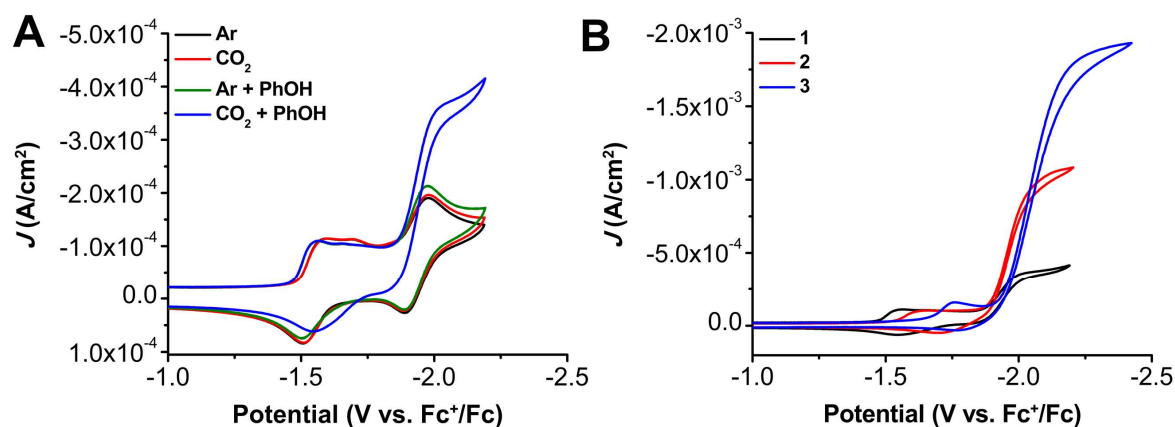 A
Ar
CO₂
Ar + PhOH
CO₂ + PhOH
-5.0x10⁻⁴
-4.0x10⁻⁴
-3.0x10⁻⁴
-2.0x10⁻⁴
-1.0x10⁻⁴
0.0
1.0x10⁻⁴
J (A/cm²)
-1.0
-1.5
-2.0
-2.5
Potential (V vs. Fc⁺/Fc)
B
1
2
3
-2.0x10⁻³
-1.5x10⁻³
-1.0x10⁻³
-5.0x10⁻⁴
0.0
J (A/cm²)
-1.0
-1.5
-2.0
-2.5
Potential (V vs. Fc⁺/Fc)